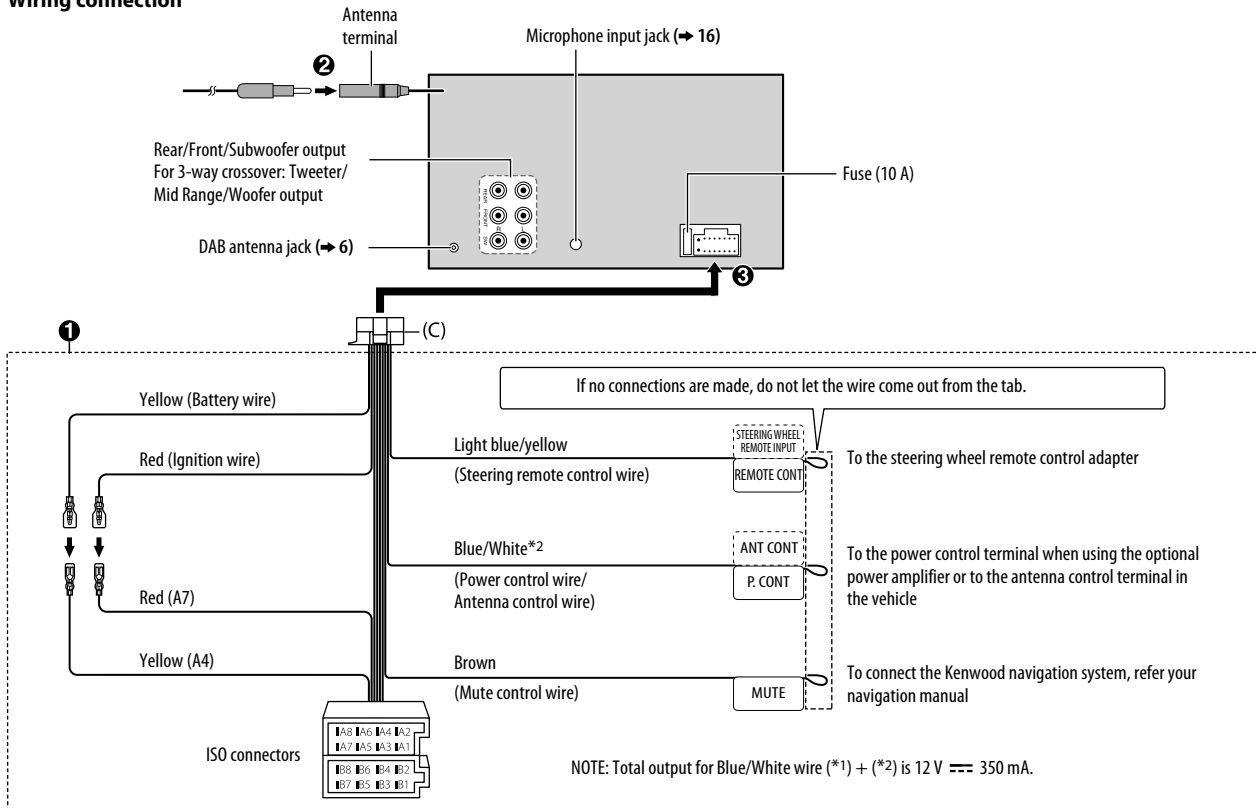 Wiring connection
Antenna
terminal
Microphone input jack (➜ 16)
❷
Rear/Front/Subwoofer output
For 3-way crossover: Tweeter/
Mid Range/Woofer output
REAR
FRONT
SW
R
L
Fuse (10 A)
DAB antenna jack (➜ 6)
❸
❶
(C)
If no connections are made, do not let the wire come out from the tab.
Yellow (Battery wire)
Red (Ignition wire)
Light blue/yellow
(Steering remote control wire)
STEERING WHEEL
REMOTE INPUT
REMOTE CONT
To the steering wheel remote control adapter
Blue/White*2
(Power control wire/
Antenna control wire)
ANT CONT
P. CONT
To the power control terminal when using the optional
power amplifier or to the antenna control terminal in
the vehicle
Red (A7)
Yellow (A4)
Brown
(Mute control wire)
MUTE
To connect the Kenwood navigation system, refer your
navigation manual
ISO connectors
A8 A6 A4 A2
A7 A5 A3 A1
B8 B6 B4 B2
B7 B5 B3 B1
NOTE: Total output for Blue/White wire (*1) + (*2) is 12 V ⎓ 350 mA.